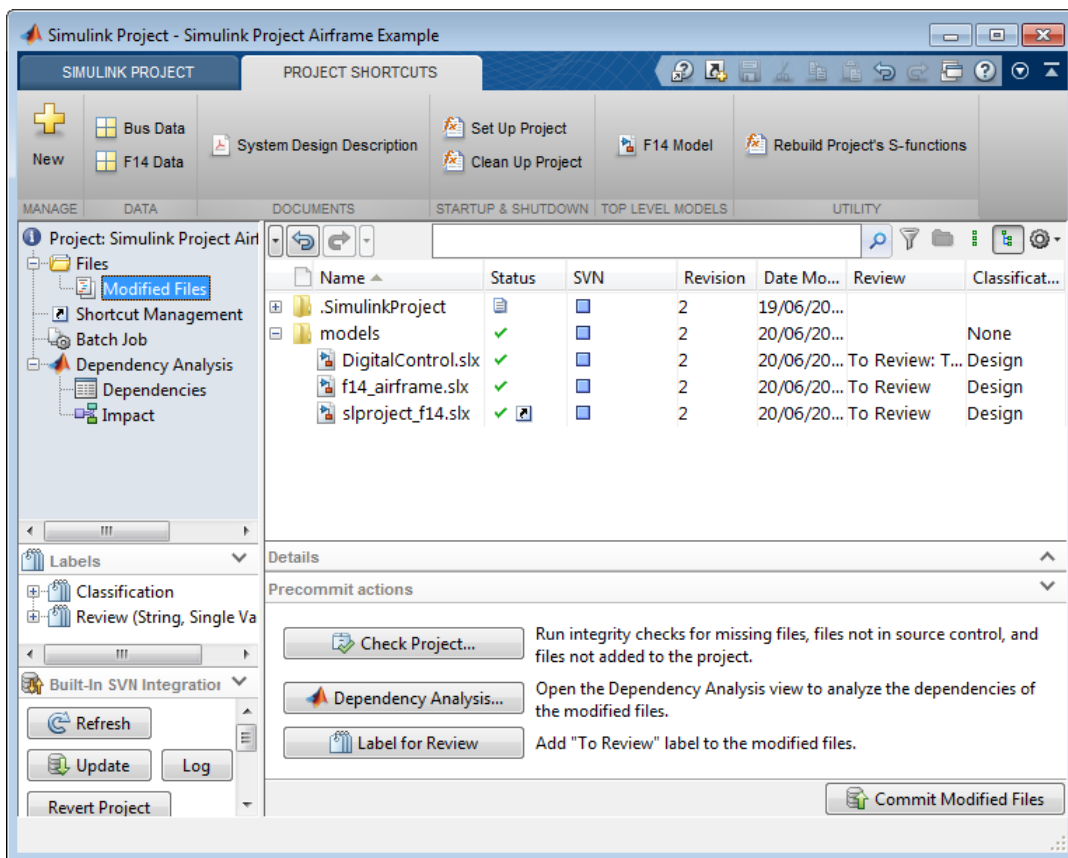 Simulink Project - Simulink Project Airframe Example
SIMULINK PROJECT PROJECT SHORTCUTS
New
Bus Data
F14 Data
System Design Description
Set Up Project
Clean Up Project
F14 Model
Rebuild Project's S-functions
MANAGE DATA DOCUMENTS STARTUP & SHUTDOWN TOP LEVEL MODELS UTILITY
Project: Simulink Project Airf
Files
Modified Files
Shortcut Management
Batch Job
Dependency Analysis
Dependencies
Impact
Name Status SVN Revision Date Mo... Review Classificat...
.SimulinkProject 2 19/06/20...
models 2 20/06/20... None
DigitalControl.slx 2 20/06/20... To Review: T... Design
f14_airframe.slx 2 20/06/20... To Review Design
slproject_f14.slx 2 20/06/20... To Review Design
Labels
Classification
Review (String, Single Va
Built-In SVN Integration
Refresh
Update Log
Revert Project
Details
Precommit actions
Check Project... Run integrity checks for missing files, files not in source control, and
files not added to the project.
Dependency Analysis... Open the Dependency Analysis view to analyze the dependencies of
the modified files.
Label for Review Add "To Review" label to the modified files.
Commit Modified Files